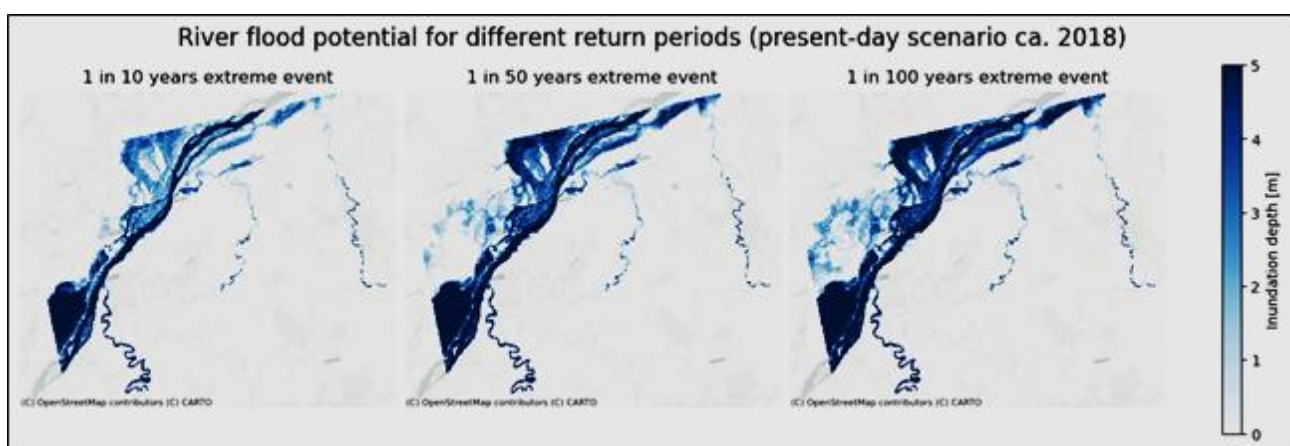 River flood potential for different return periods (present-day scenario ca. 2018)
1 in 10 years extreme event
1 in 50 years extreme event
1 in 100 years extreme event
5
4
3
2
1
0
Inundation depth [m]
(C) OpenStreetMap contributors (C) CARTO
(C) OpenStreetMap contributors (C) CARTO
(C) OpenStreetMap contributors (C) CARTO